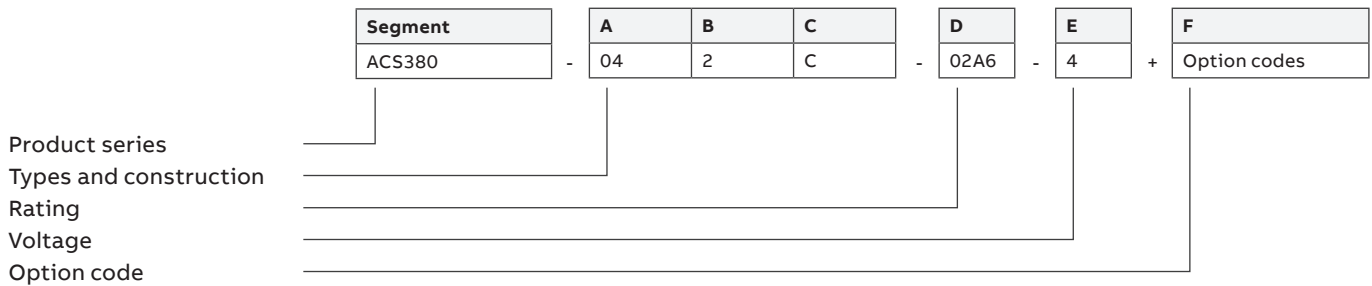 Segment A B C D E F
ACS380 - 04 2 C - 02A6 - 4 + Option codes
Product series
Types and construction
Rating
Voltage
Option code